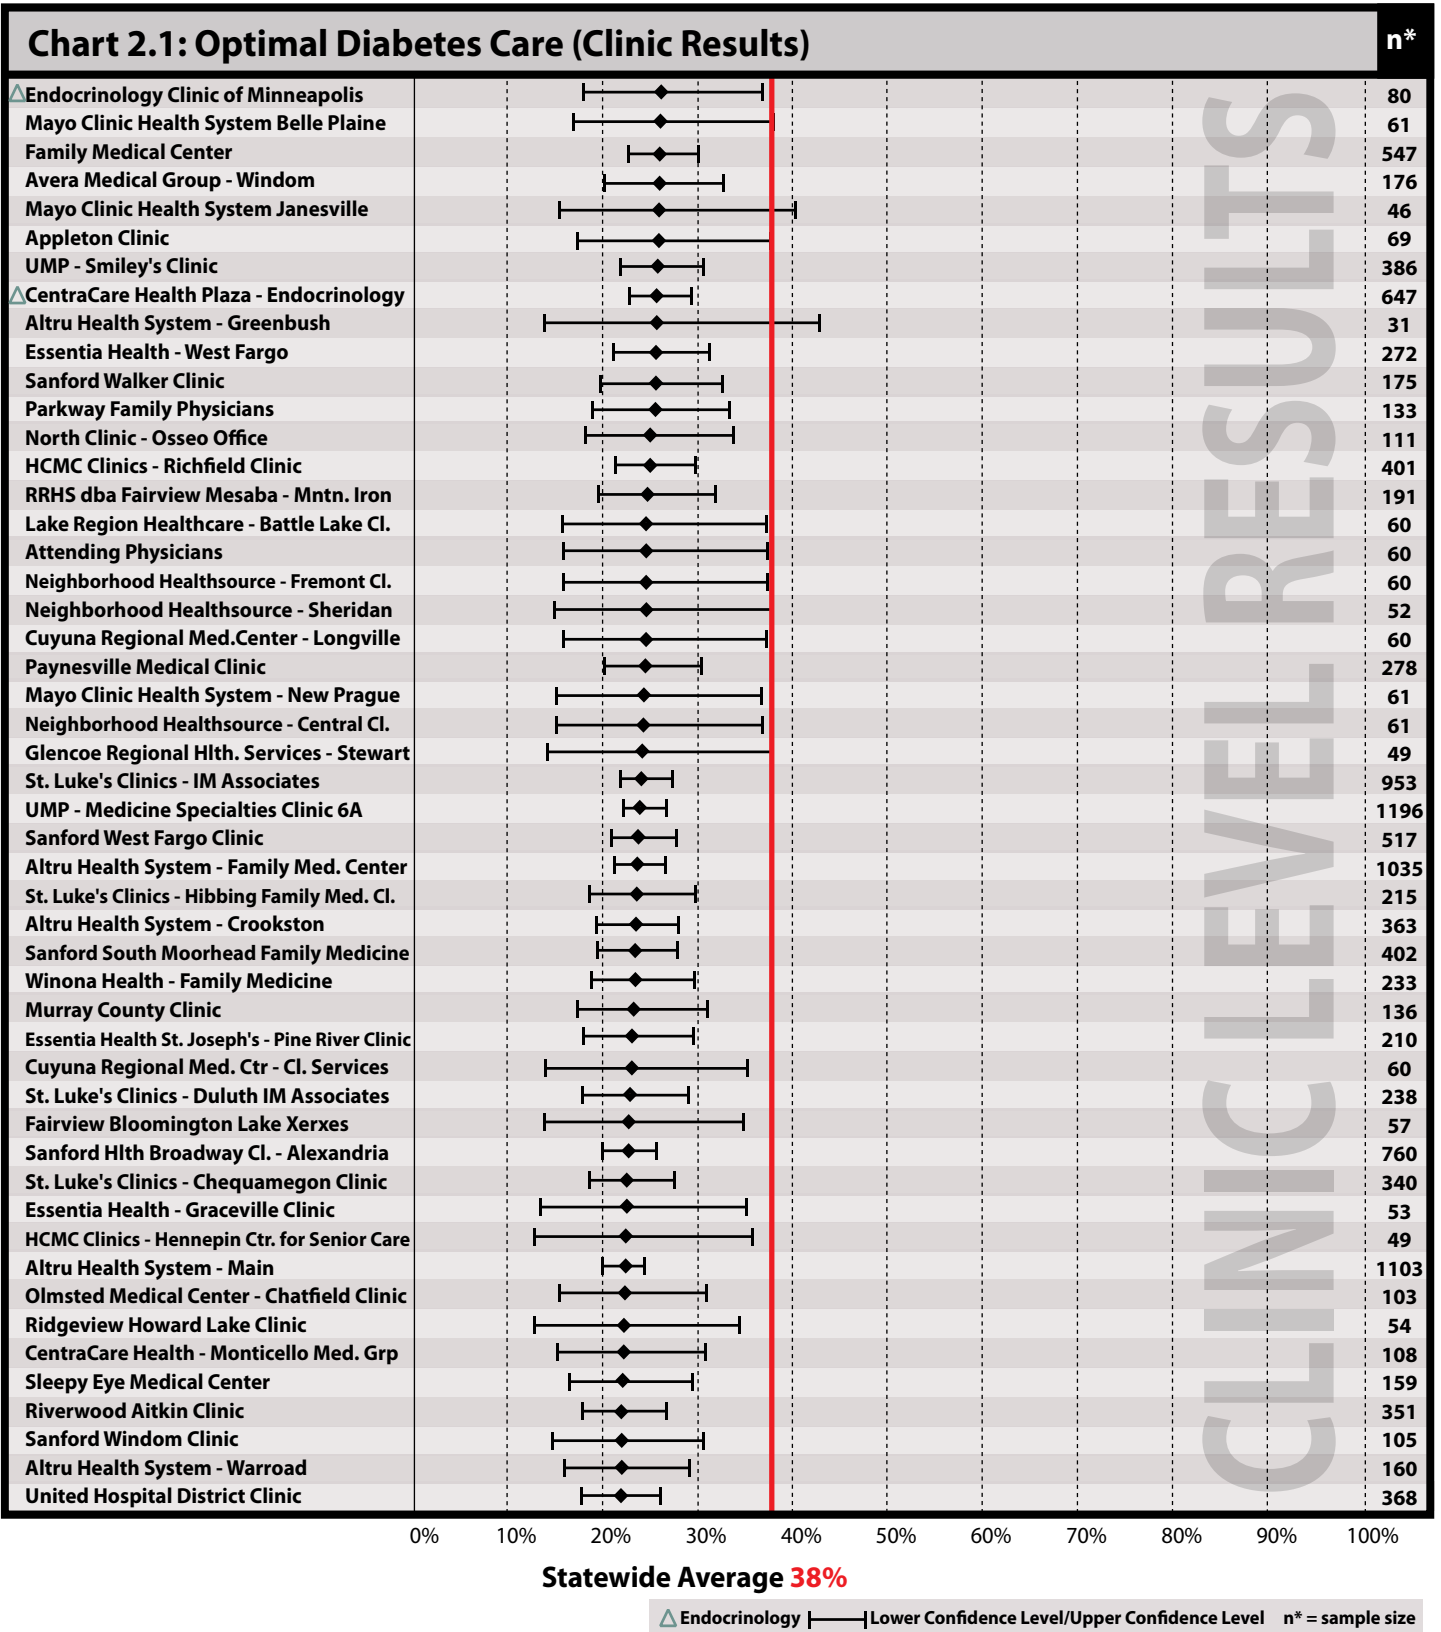 Chart 2.1: Optimal Diabetes Care (Clinic Results) n*
Endocrinology Clinic of Minneapolis 80
Mayo Clinic Health System Belle Plaine 61
Family Medical Center 547
Avera Medical Group - Windom 176
Mayo Clinic Health System Janesville 46
Appleton Clinic 69
UMP - Smiley's Clinic 386
CentraCare Health Plaza - Endocrinology 647
Altru Health System - Greenbush 31
Essentia Health - West Fargo 272
Sanford Walker Clinic 175
Parkway Family Physicians 133
North Clinic - Osseo Office 111
HCMC Clinics - Richfield Clinic 401
RRHS dba Fairview Mesaba - Mntn. Iron 191
Lake Region Healthcare - Battle Lake Cl. 60
Attending Physicians 60
Neighborhood Healthsource - Fremont Cl. 60
Neighborhood Healthsource - Sheridan 52
Cuyuna Regional Med.Center - Longville 60
Paynesville Medical Clinic 278
Mayo Clinic Health System - New Prague 61
Neighborhood Healthsource - Central Cl. 61
Glencoe Regional Hlth. Services - Stewart 49
St. Luke's Clinics - IM Associates 953
UMP - Medicine Specialties Clinic 6A 1196
Sanford West Fargo Clinic 517
Altru Health System - Family Med. Center 1035
St. Luke's Clinics - Hibbing Family Med. Cl. 215
Altru Health System - Crookston 363
Sanford South Moorhead Family Medicine 402
Winona Health - Family Medicine 233
Murray County Clinic 136
Essentia Health St. Joseph's - Pine River Clinic 210
Cuyuna Regional Med. Ctr - Cl. Services 60
St. Luke's Clinics - Duluth IM Associates 238
Fairview Bloomington Lake Xerxes 57
Sanford Hlth Broadway Cl. - Alexandria 760
St. Luke's Clinics - Chequamegon Clinic 340
Essentia Health - Graceville Clinic 53
HCMC Clinics - Hennepin Ctr. for Senior Care 49
Altru Health System - Main 1103
Olmsted Medical Center - Chatfield Clinic 103
Ridgeview Howard Lake Clinic 54
CentraCare Health - Monticello Med. Grp 108
Sleepy Eye Medical Center 159
Riverwood Aitkin Clinic 351
Sanford Windom Clinic 105
Altru Health System - Warroad 160
United Hospital District Clinic 368
CLINIC LEVEL RESULTS
0% 10% 20% 30% 40% 50% 60% 70% 80% 90% 100%
Statewide Average 38%
Endocrinology Lower Confidence Level/Upper Confidence Level n* = sample size